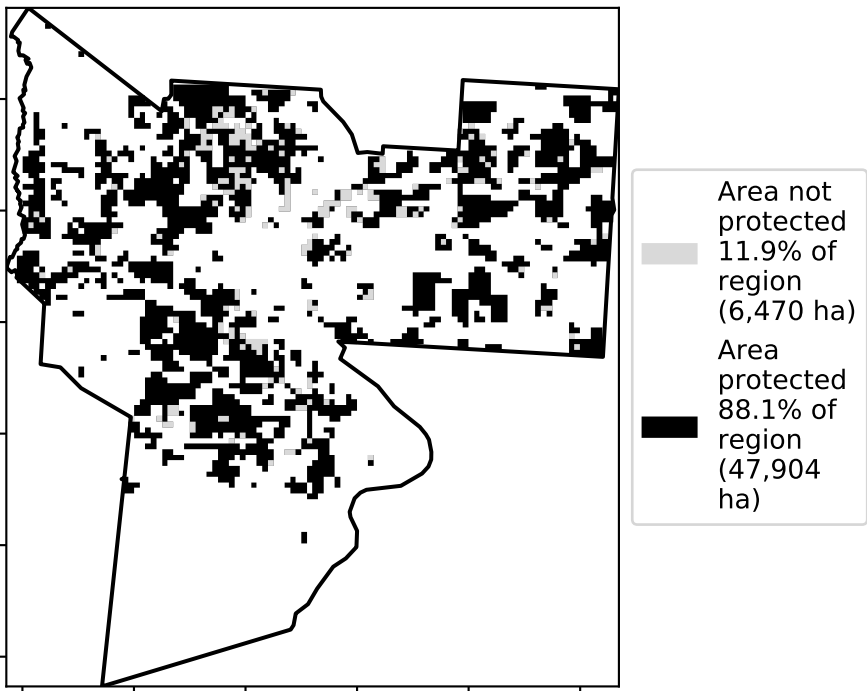 Area not
protected
11.9% of
region
(6,470 ha)
Area
protected
88.1% of
region
(47,904
ha)